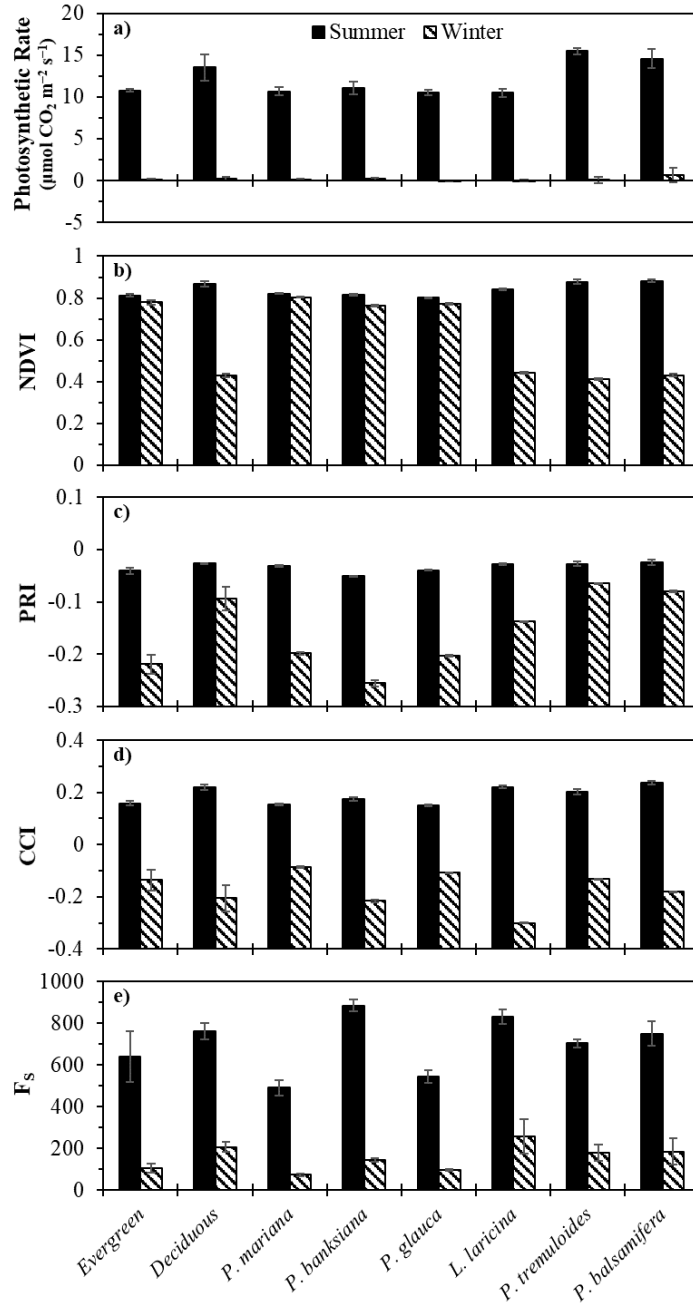 a)
Summer
Winter
Photosynthetic Rate
(μmol CO₂ m⁻² s⁻¹)
20
15
10
5
0
-5
b)
NDVI
1
0.8
0.6
0.4
0.2
0
c)
PRI
0.1
0
-0.1
-0.2
-0.3
d)
CCI
0.4
0.2
0
-0.2
-0.4
e)
Fs
1000
800
600
400
200
0
Evergreen
Deciduous
P. mariana
P. banksiana
P. glauca
L. laricina
P. tremuloides
P. balsamifera